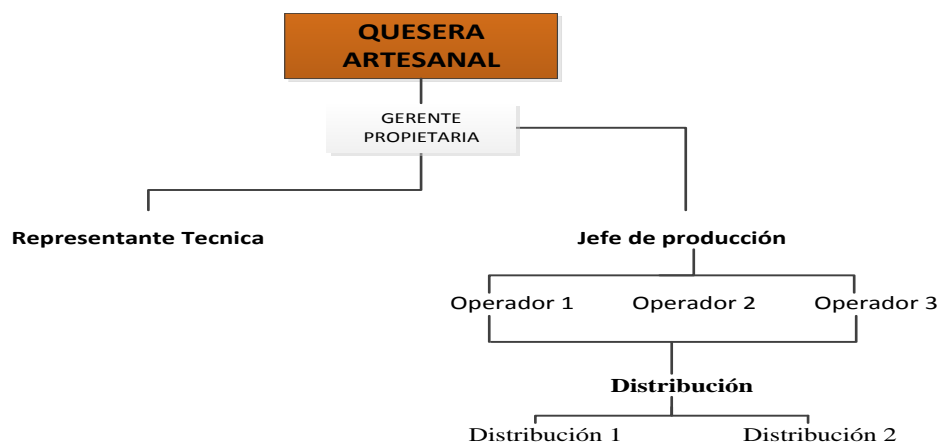 QUESERA
ARTESANAL
GERENTE
PROPIETARIA
Representante Tecnica
Jefe de producción
Operador 1
Operador 2
Operador 3
Distribución
Distribución 1
Distribución 2